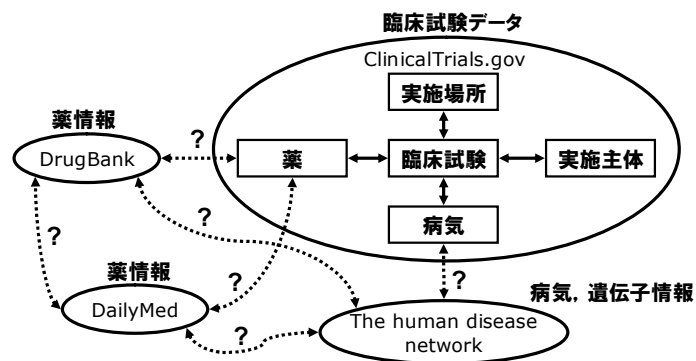 臨床試験データ
ClinicalTrials.gov
実施場所
薬情報
?
DrugBank
薬
臨床試験
実施主体
?
?
病気
薬情報
?
?
病気, 遺伝子情報
DailyMed
?
The human disease
network